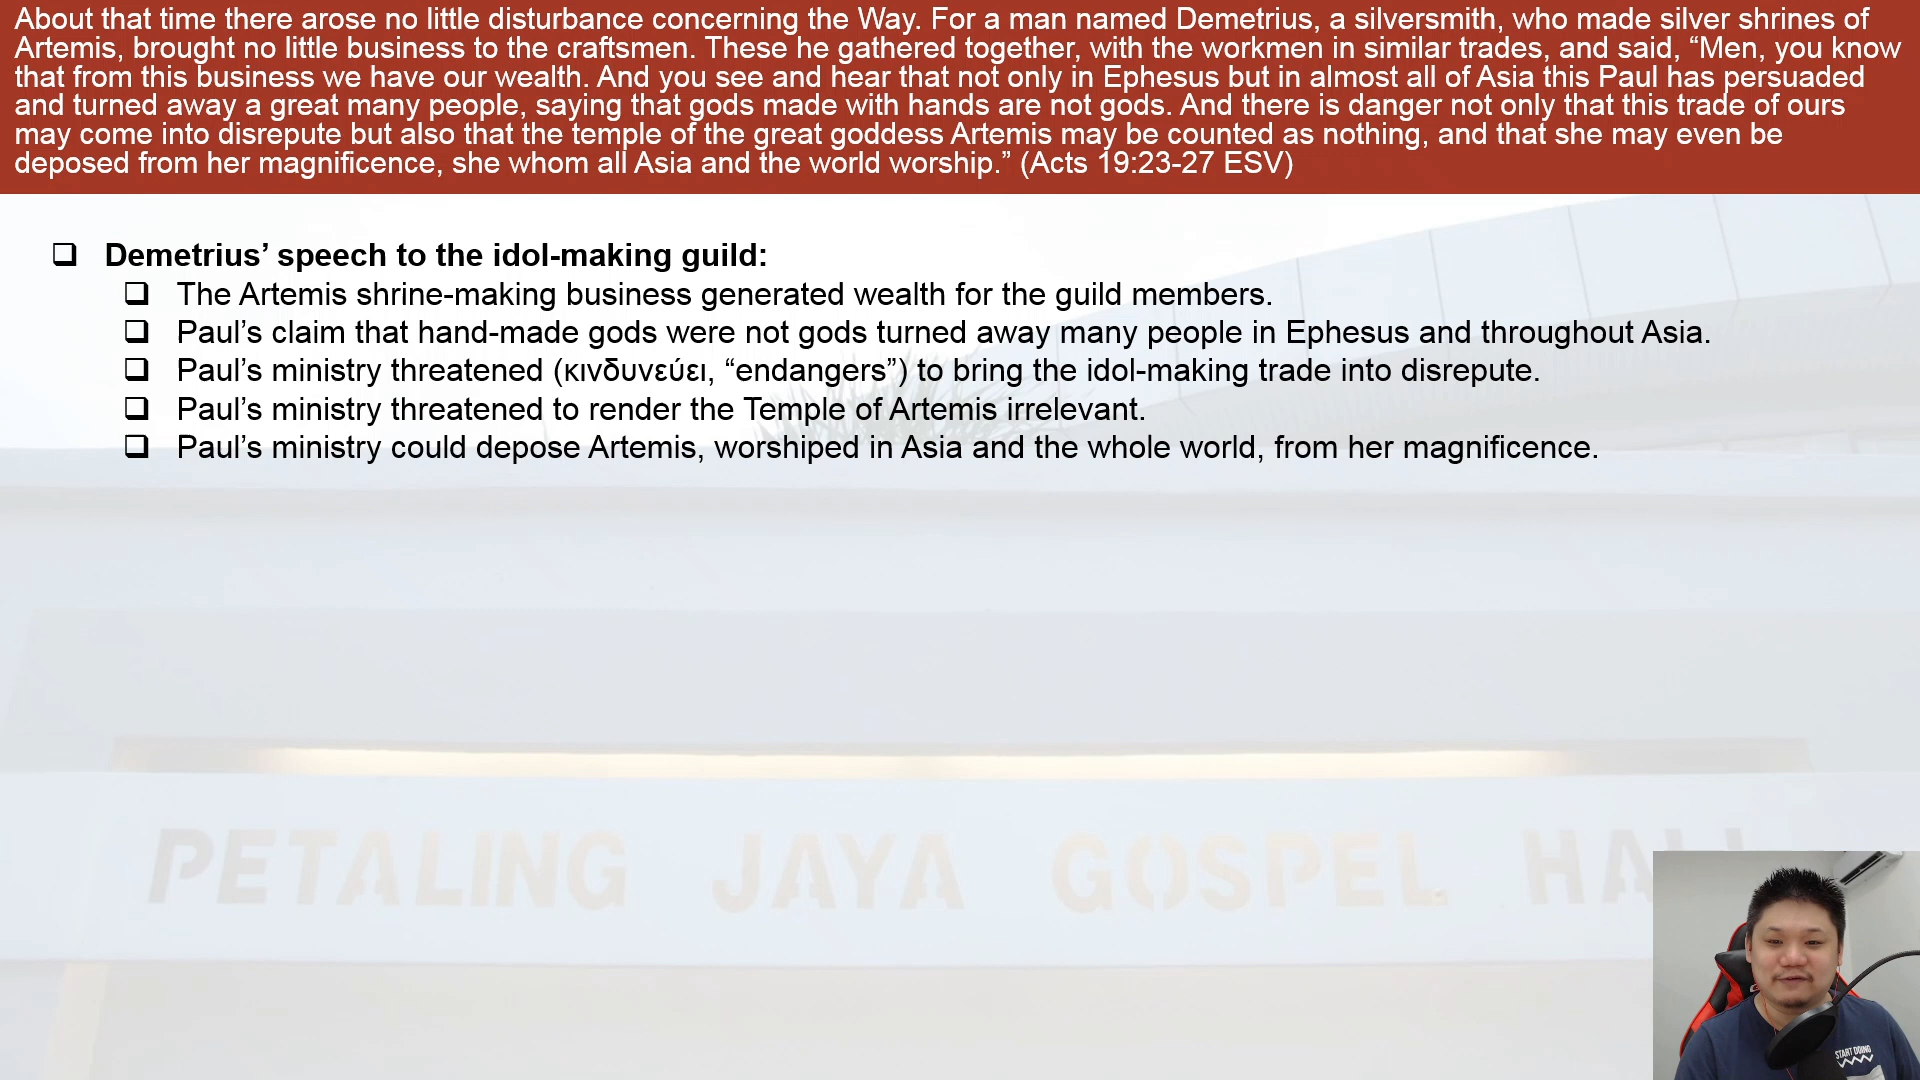 About that time there arose no little disturbance concerning the Way. For a man named Demetrius, a silversmith, who made silver shrines of
Artemis, brought no little business to the craftsmen. These he gathered together, with the workmen in similar trades, and said, “Men, you know
that from this business we have our wealth. And you see and hear that not only in Ephesus but in almost all of Asia this Paul has persuaded
and turned away a great many people, saying that gods made with hands are not gods. And there is danger not only that this trade of ours
may come into disrepute but also that the temple of the great goddess Artemis may be counted as nothing, and that she may even be
deposed from her magnificence, she whom all Asia and the world worship.” (Acts 19:23-27 ESV)
Demetrius’ speech to the idol-making guild:
The Artemis shrine-making business generated wealth for the guild members.
Paul’s claim that hand-made gods were not gods turned away many people in Ephesus and throughout Asia.
Paul’s ministry threatened (κινδυνεύει, “endangers”) to bring the idol-making trade into disrepute.
Paul’s ministry threatened to render the Temple of Artemis irrelevant.
Paul’s ministry could depose Artemis, worshiped in Asia and the whole world, from her magnificence.
PETALING JAYA GOSPEL HALL
START DOING